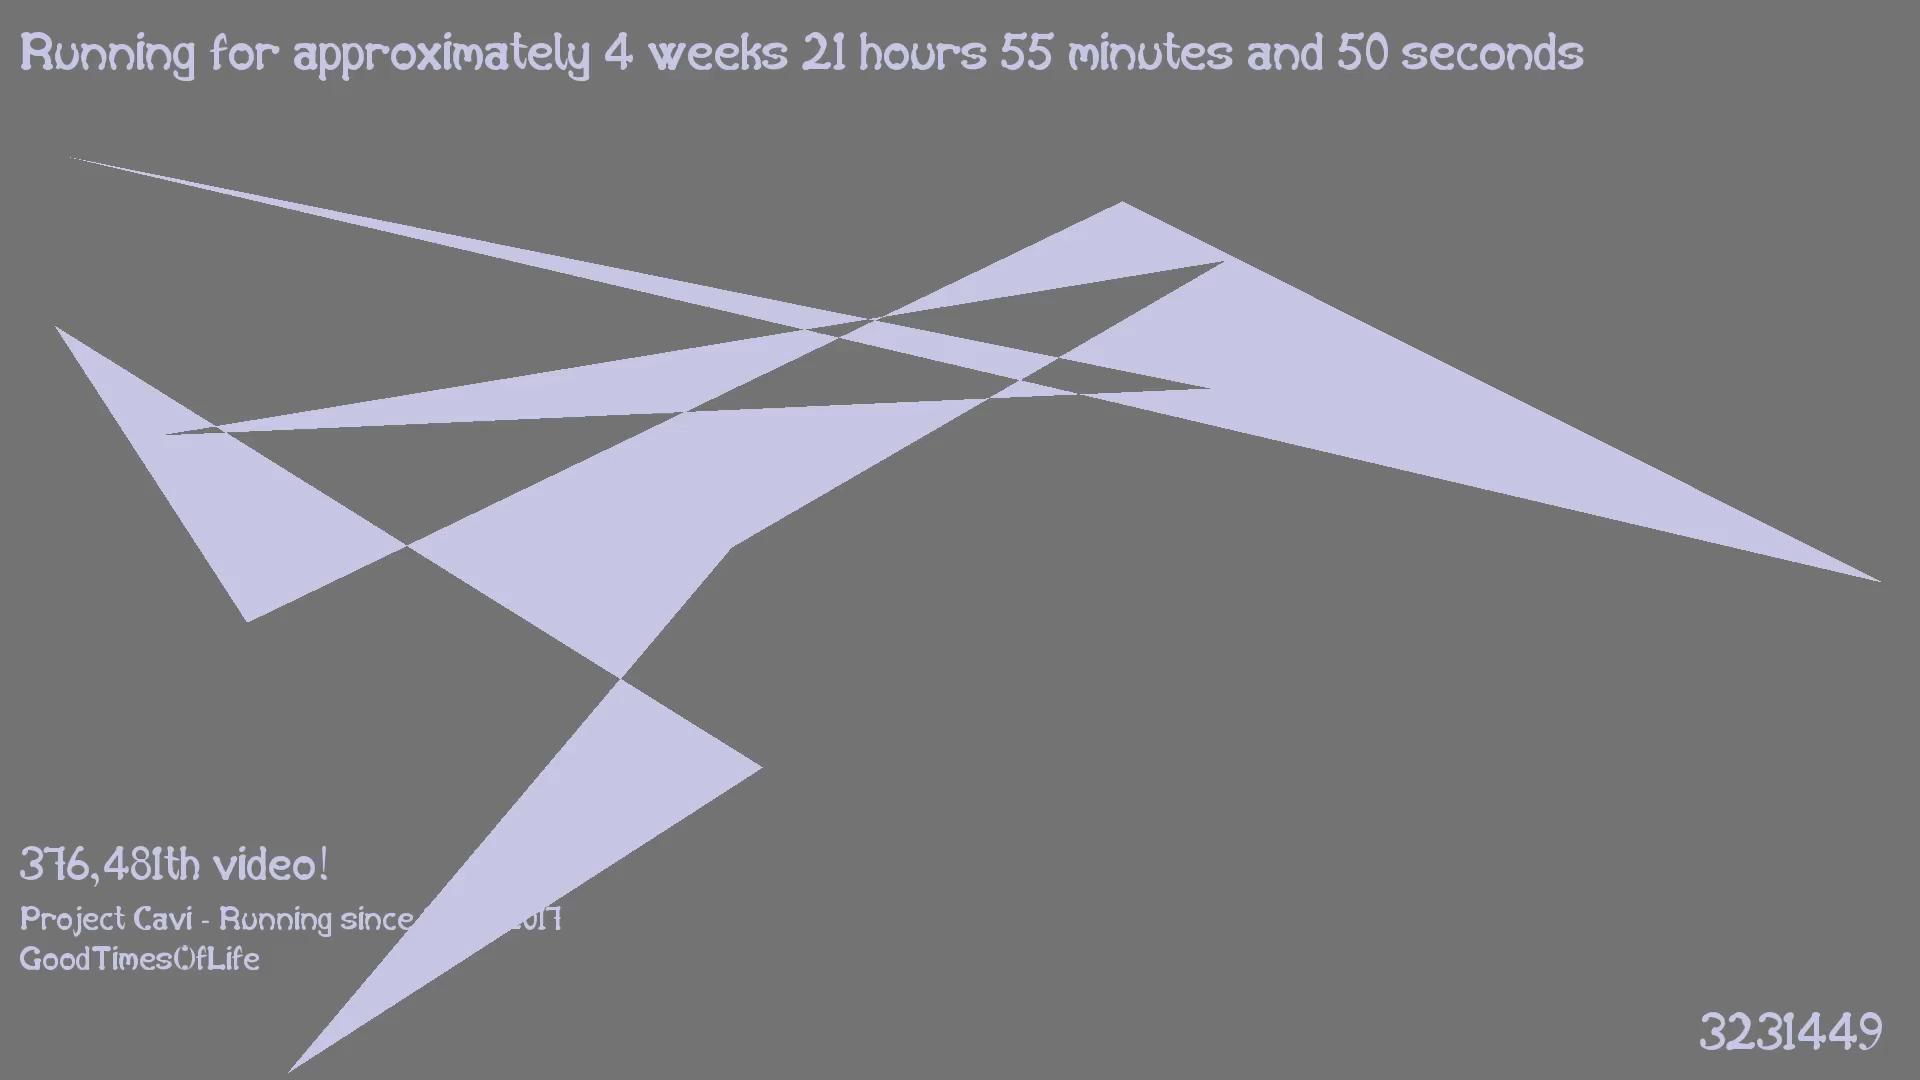 Running for approximately 4 weeks 21 hours 55 minutes and 50 seconds
376,481th video!
Project Cavi - Running since 2017
GoodTimesOfLife
3231449